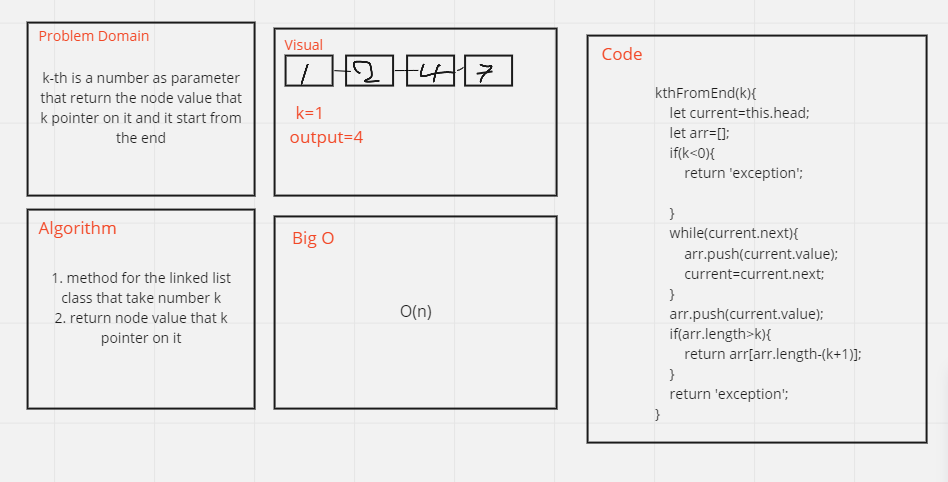 Problem Domain
k-th is a number as parameter
that return the node value that
k pointer on it and it start from
the end
Visual
1 2 4 7
k=1
output=4
Algorithm
1. method for the linked list
class that take number k
2. return node value that k
pointer on it
Big O
O(n)
Code
kthFromEnd(k){
let current=this.head;
let arr=[];
if(k<0){
return 'exception';
}
while(current.next){
arr.push(current.value);
current=current.next;
}
arr.push(current.value);
if(arr.length>k){
return arr[arr.length-(k+1)];
}
return 'exception';
}